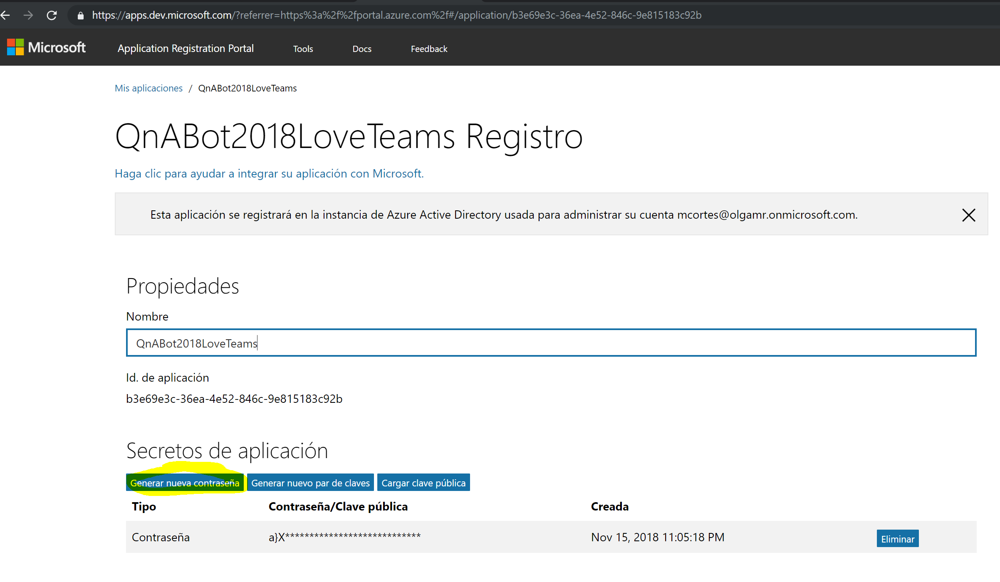 https://apps.dev.microsoft.com/?referrer=https%3a%2f%2fportal.azure.com%2f#/application/b3e69e3c-36ea-4e52-846c-9e815183c92b
Microsoft Application Registration Portal Tools Docs Feedback
Mis aplicaciones / QnABot2018LoveTeams
QnABot2018LoveTeams Registro
Haga clic para ayudar a integrar su aplicación con Microsoft.
Esta aplicación se registrará en la instancia de Azure Active Directory usada para administrar su cuenta mcortes@olgamr.onmicrosoft.com.
Propiedades
Nombre
QnABot2018LoveTeams
Id. de aplicación
b3e69e3c-36ea-4e52-846c-9e815183c92b
Secretos de aplicación
Generar nueva contraseña Generar nuevo par de claves Cargar clave pública
Tipo Contraseña/Clave pública Creada
Contraseña a}X**************************** Nov 15, 2018 11:05:18 PM Eliminar